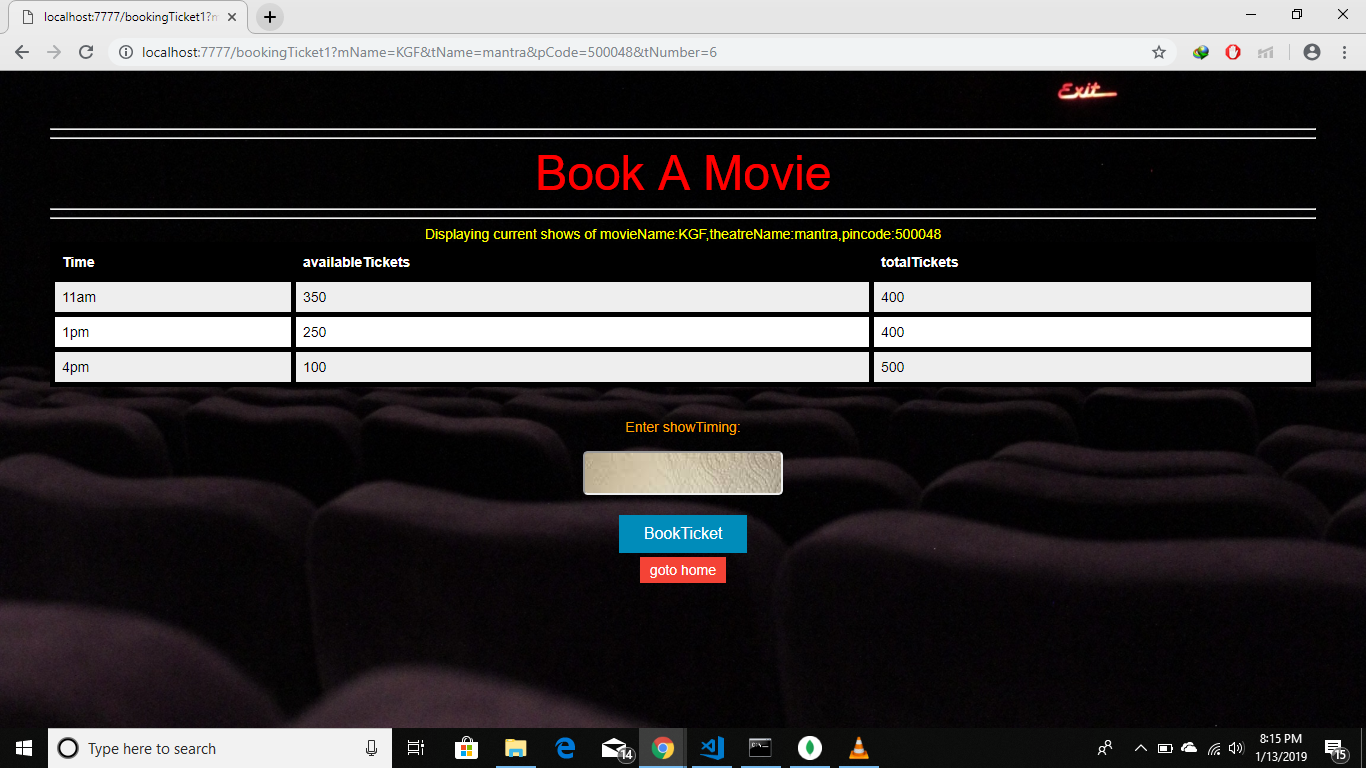 localhost:7777/bookingTicket1?m
localhost:7777/bookingTicket1?mName=KGF&tName=mantra&pCode=500048&tNumber=6
Exit
Book A Movie
Displaying current shows of movieName:KGF,theatreName:mantra,pincode:500048
Time availableTickets totalTickets
11am 350 400
1pm 250 400
4pm 100 500
Enter showTiming:
BookTicket
goto home
Type here to search
14
8:15 PM
1/13/2019
15